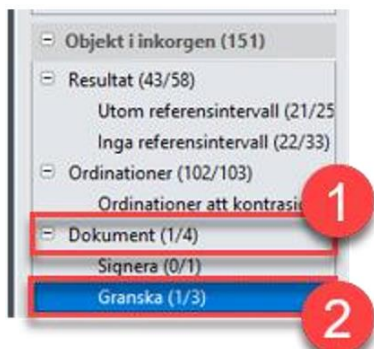 Objekt i inkorgen (151)
Resultat (43/58)
Utom referensintervall (21/25
Inga referensintervall (22/33)
Ordinationer (102/103)
Ordinationer att
1
Dokument (1/4)
Signera (0/1)
Granska (1/3)
2